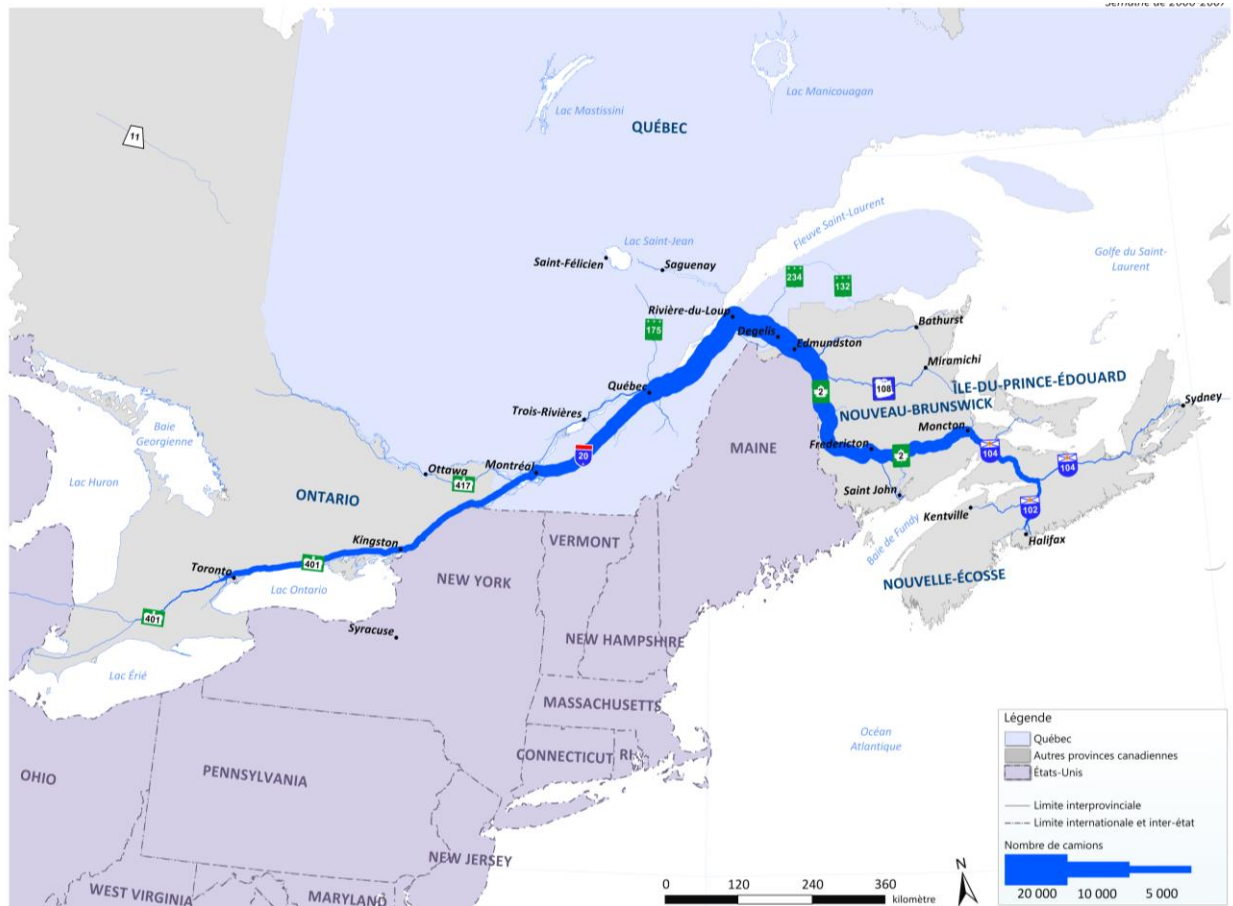 Semaine de 2006-2007
11
Lac Mastissini
Lac Manicouagan
QUÉBEC
Fleuve Saint-Laurent
Lac Saint-Jean
Saint-Félicien
Saguenay
Golfe du Saint-
Laurent
234
132
175
Rivière-du-Loup
Degelis
Edmundston
Bathurst
Miramichi
Québec
2
108
ÎLE-DU-PRINCE-ÉDOUARD
NOUVEAU-BRUNSWICK
Sydney
Trois-Rivières
Baie
Georgienne
MAINE
Moncton
Fredericton
2
104
104
Montréal
20
Ottawa
417
Lac Huron
ONTARIO
Saint John
Kentville
102
Baie de Fundy
Halifax
Kingston
VERMONT
401
Toronto
NEW YORK
NOUVELLE-ÉCOSSE
Lac Ontario
401
Syracuse
NEW HAMPSHIRE
Lac Érié
MASSACHUSETTS
Océan
Atlantique
CONNECTICUT
RI
OHIO
PENNSYLVANIA
NEW JERSEY
WEST VIRGINIA
MARYLAND
0 120 240 360
kilomètre
N
Légende
Québec
Autres provinces canadiennes
États-Unis
Limite interprovinciale
Limite internationale et inter-état
Nombre de camions
20 000 10 000 5 000